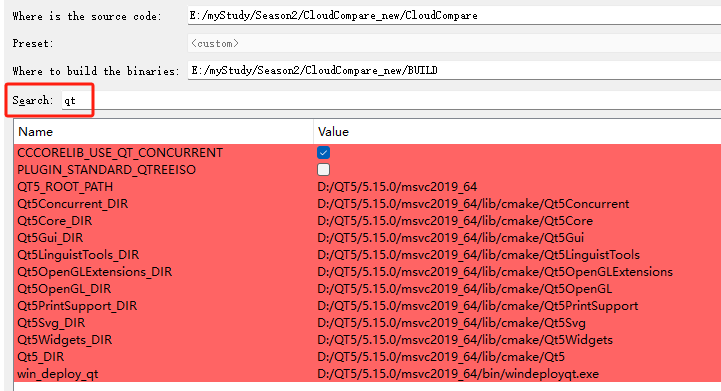 Where is the source code: E:/myStudy/Season2/CloudCompare_new/CloudCompare
Preset: <custom>
Where to build the binaries: E:/myStudy/Season2/CloudCompare_new/BUILD
Search: qt
Name Value
CCCORELIB_USE_QT_CONCURRENT
PLUGIN_STANDARD_QTREEISO
QT5_ROOT_PATH D:/QT5/5.15.0/msvc2019_64
Qt5Concurrent_DIR D:/QT5/5.15.0/msvc2019_64/lib/cmake/Qt5Concurrent
Qt5Core_DIR D:/QT5/5.15.0/msvc2019_64/lib/cmake/Qt5Core
Qt5Gui_DIR D:/QT5/5.15.0/msvc2019_64/lib/cmake/Qt5Gui
Qt5LinguistTools_DIR D:/QT5/5.15.0/msvc2019_64/lib/cmake/Qt5LinguistTools
Qt5OpenGLExtensions_DIR D:/QT5/5.15.0/msvc2019_64/lib/cmake/Qt5OpenGLExtensions
Qt5OpenGL_DIR D:/QT5/5.15.0/msvc2019_64/lib/cmake/Qt5OpenGL
Qt5PrintSupport_DIR D:/QT5/5.15.0/msvc2019_64/lib/cmake/Qt5PrintSupport
Qt5Svg_DIR D:/QT5/5.15.0/msvc2019_64/lib/cmake/Qt5Svg
Qt5Widgets_DIR D:/QT5/5.15.0/msvc2019_64/lib/cmake/Qt5Widgets
Qt5_DIR D:/QT5/5.15.0/msvc2019_64/lib/cmake/Qt5
win_deploy_qt D:/QT5/5.15.0/msvc2019_64/bin/windeployqt.exe